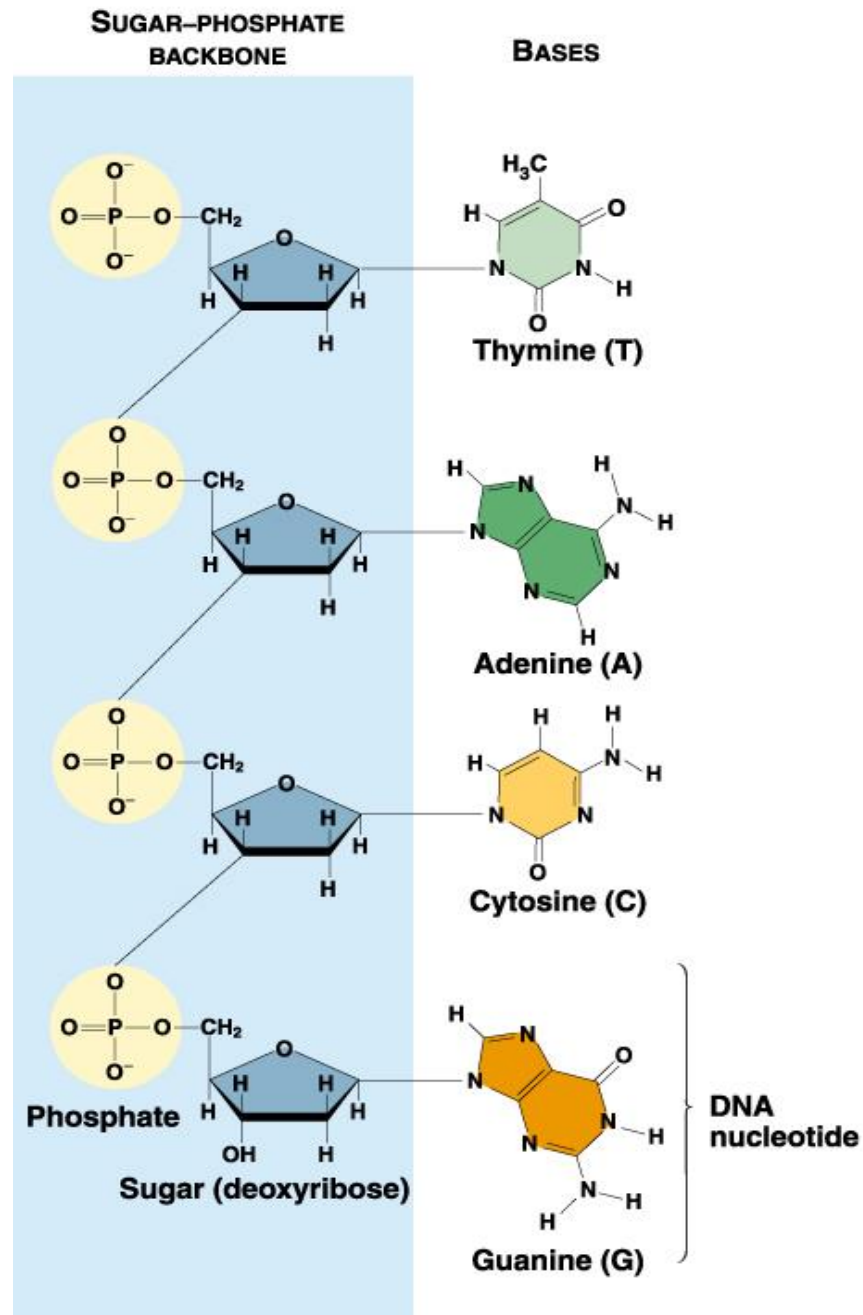 SUGAR–PHOSPHATE
BACKBONE
BASES
O⁻
O=P—O—CH₂
O⁻
O
H
H
H
H
H
H₃C
H
O
N
N
H
O
Thymine (T)
O
O=P—O—CH₂
O⁻
O
H
H
H
H
H
H
N
H
N
H
N
N
N
H
Adenine (A)
O
O=P—O—CH₂
O⁻
O
H
H
H
H
H
H
H
N
H
H
N
N
O
Cytosine (C)
O
O=P—O—CH₂
O⁻
O
H
H
H
H
OH
H
Phosphate
Sugar (deoxyribose)
H
N
O
N
N
H
N
N
H
H
Guanine (G)
DNA
nucleotide